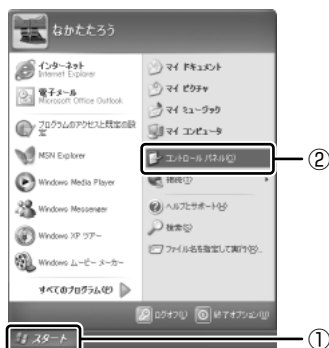 なかたたろう
インターネット
Internet Explorer
電子メール
Microsoft Office Outlook
プログラムのアクセスと既定の設定
MSN Explorer
Windows Media Player
Windows Messenger
Windows XP ツアー
Windows ムービー メーカー
すべてのプログラム(P)
マイ ドキュメント
マイ ピクチャ
マイ ミュージック
マイ コンピュータ
コントロール パネル(C)
接続(T)
ヘルプとサポート(H)
検索(S)
ファイル名を指定して実行(R)...
ログオフ(L)
終了オプション(U)
スタート
②
①